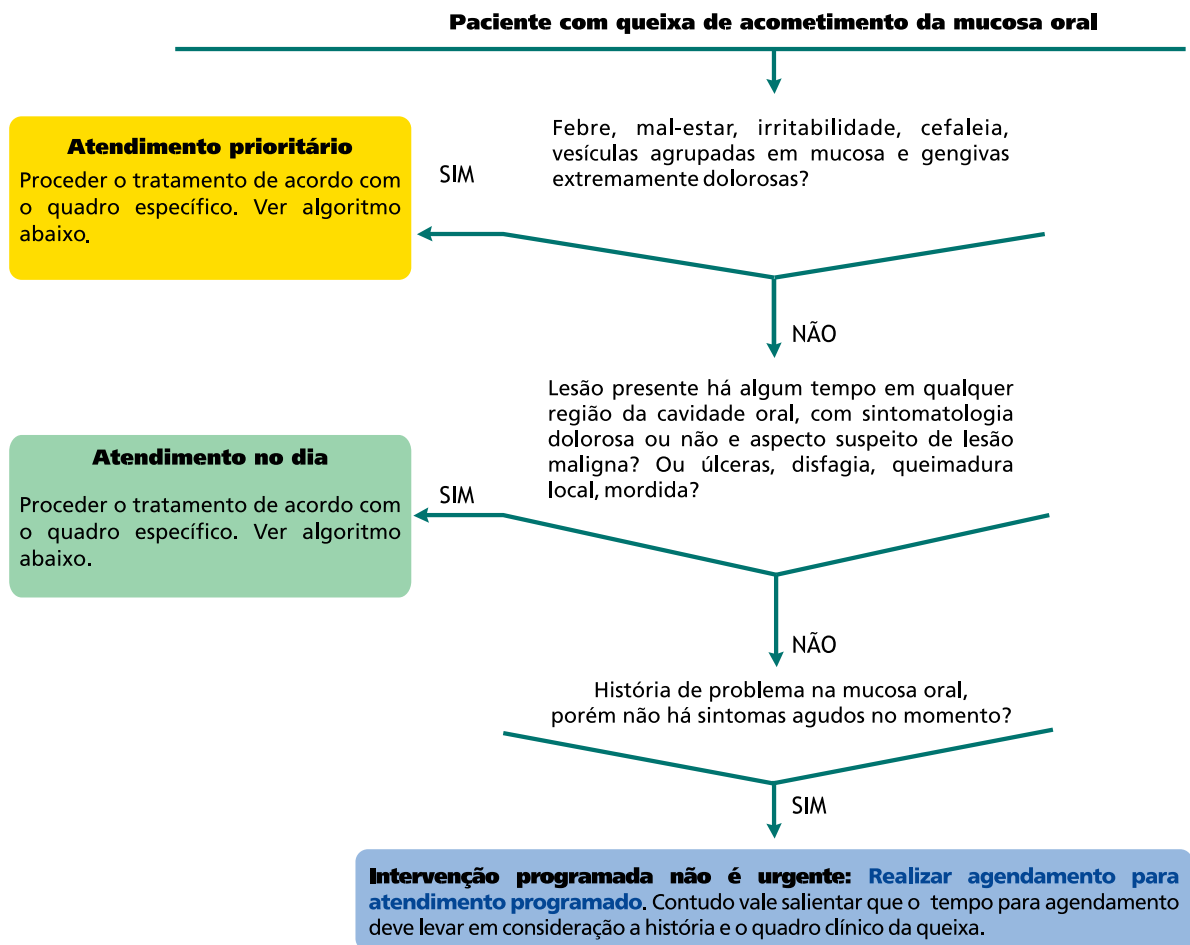 Paciente com queixa de acometimento da mucosa oral
Febre, mal-estar, irritabilidade, cefaleia,
vesículas agrupadas em mucosa e gengivas
extremamente dolorosas?
SIM
Atendimento prioritário
Proceder o tratamento de acordo com
o quadro específico. Ver algoritmo
abaixo.
NÃO
Lesão presente há algum tempo em qualquer
região da cavidade oral, com sintomatologia
dolorosa ou não e aspecto suspeito de lesão
maligna? Ou úlceras, disfagia, queimadura
local, mordida?
SIM
Atendimento no dia
Proceder o tratamento de acordo com
o quadro específico. Ver algoritmo
abaixo.
NÃO
História de problema na mucosa oral,
porém não há sintomas agudos no momento?
SIM
Intervenção programada não é urgente: Realizar agendamento para
atendimento programado. Contudo vale salientar que o tempo para agendamento
deve levar em consideração a história e o quadro clínico da queixa.